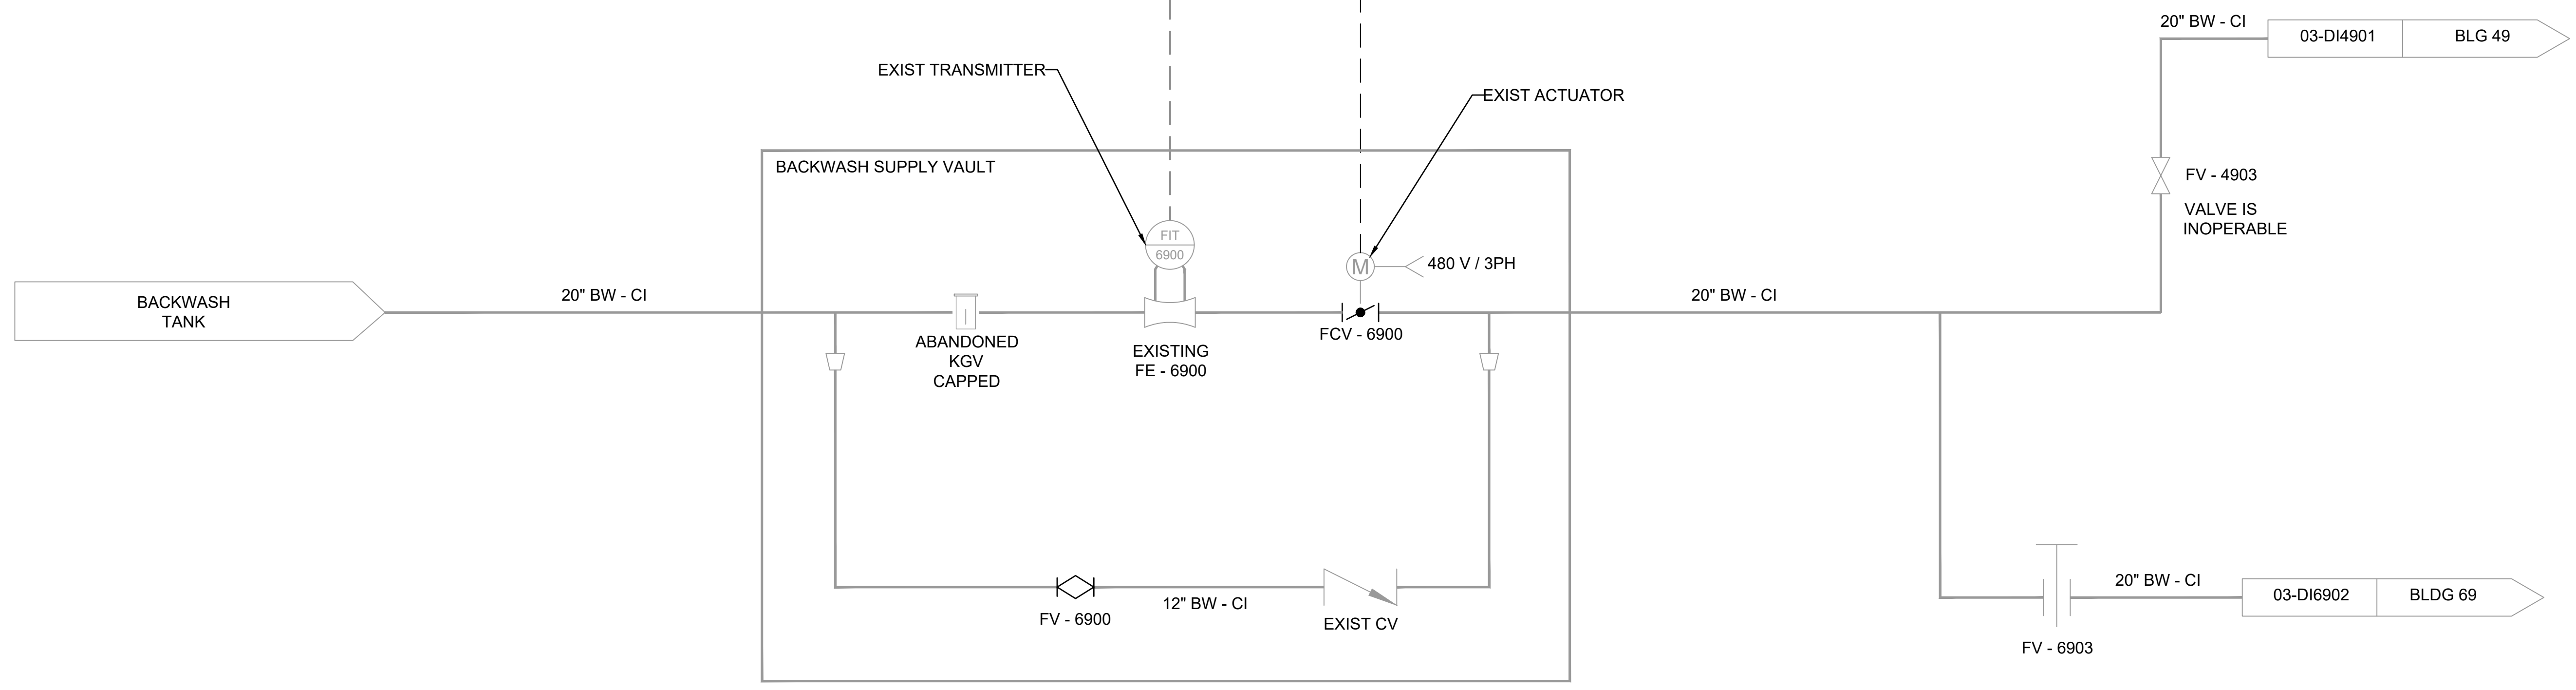 20" BW - CI
03-DI4901
BLG 49
EXIST TRANSMITTER
EXIST ACTUATOR
BACKWASH SUPPLY VAULT
FV - 4903
VALVE IS
INOPERABLE
FIT
6900
M
480 V / 3PH
BACKWASH
TANK
20" BW - CI
20" BW - CI
ABANDONED
KGV
CAPPED
EXISTING
FE - 6900
FCV - 6900
FV - 6900
12" BW - CI
EXIST CV
20" BW - CI
03-DI6902
BLDG 69
FV - 6903